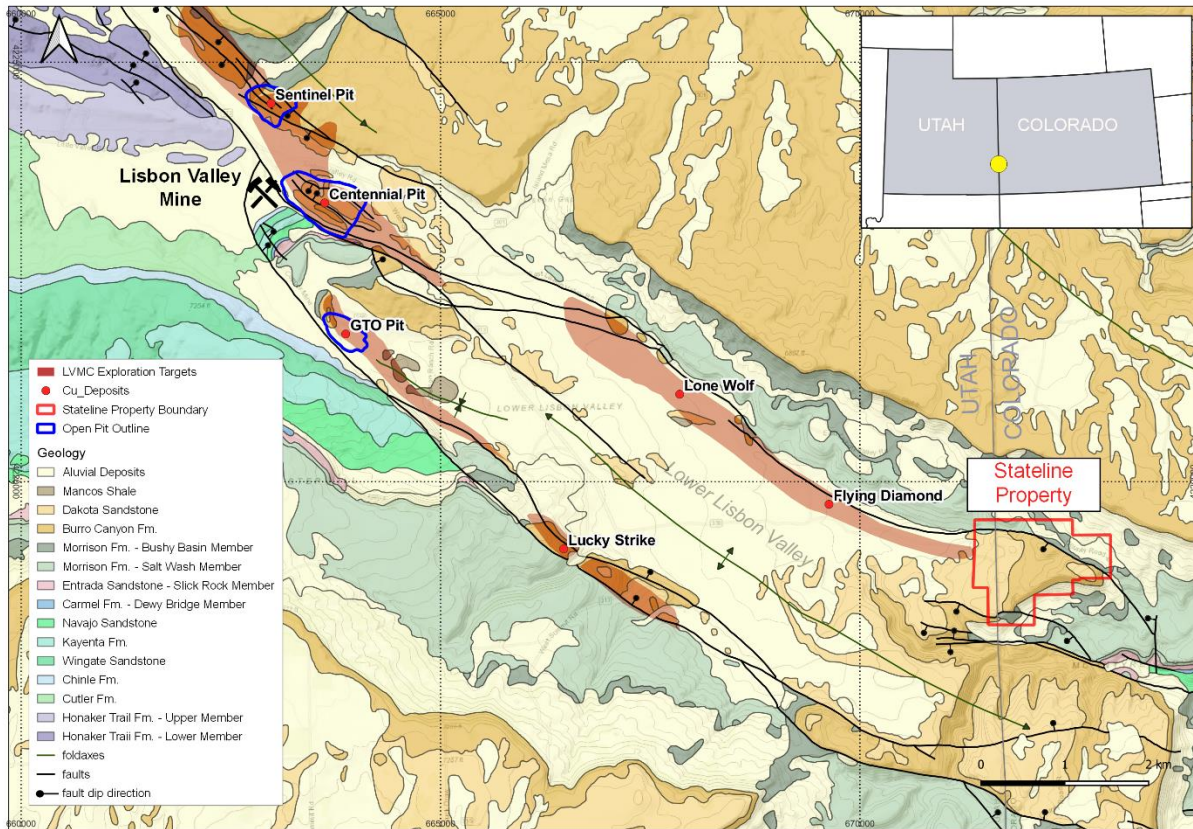 660000
665000
670000
UTAH
COLORADO
Sentinel Pit
Lisbon Valley
Mine
Centennial Pit
GTO Pit
UTAH
COLORADO
Lone Wolf
LOWER LISBON VALLEY
Lower Lisbon Valley
Flying Diamond
Stateline
Property
Lucky Strike
LVMC Exploration Targets
Cu_Deposits
Stateline Property Boundary
Open Pit Outline
Geology
Aluvial Deposits
Mancos Shale
Dakota Sandstone
Burro Canyon Fm.
Morrison Fm. - Bushy Basin Member
Morrison Fm. - Salt Wash Member
Entrada Sandstone - Slick Rock Member
Carmel Fm. - Dewy Bridge Member
Navajo Sandstone
Kayenta Fm.
Wingate Sandstone
Chinle Fm.
Cutler Fm.
Honaker Trail Fm. - Upper Member
Honaker Trail Fm. - Lower Member
foldaxes
faults
fault dip direction
0 1 2 km
660000
665000
670000